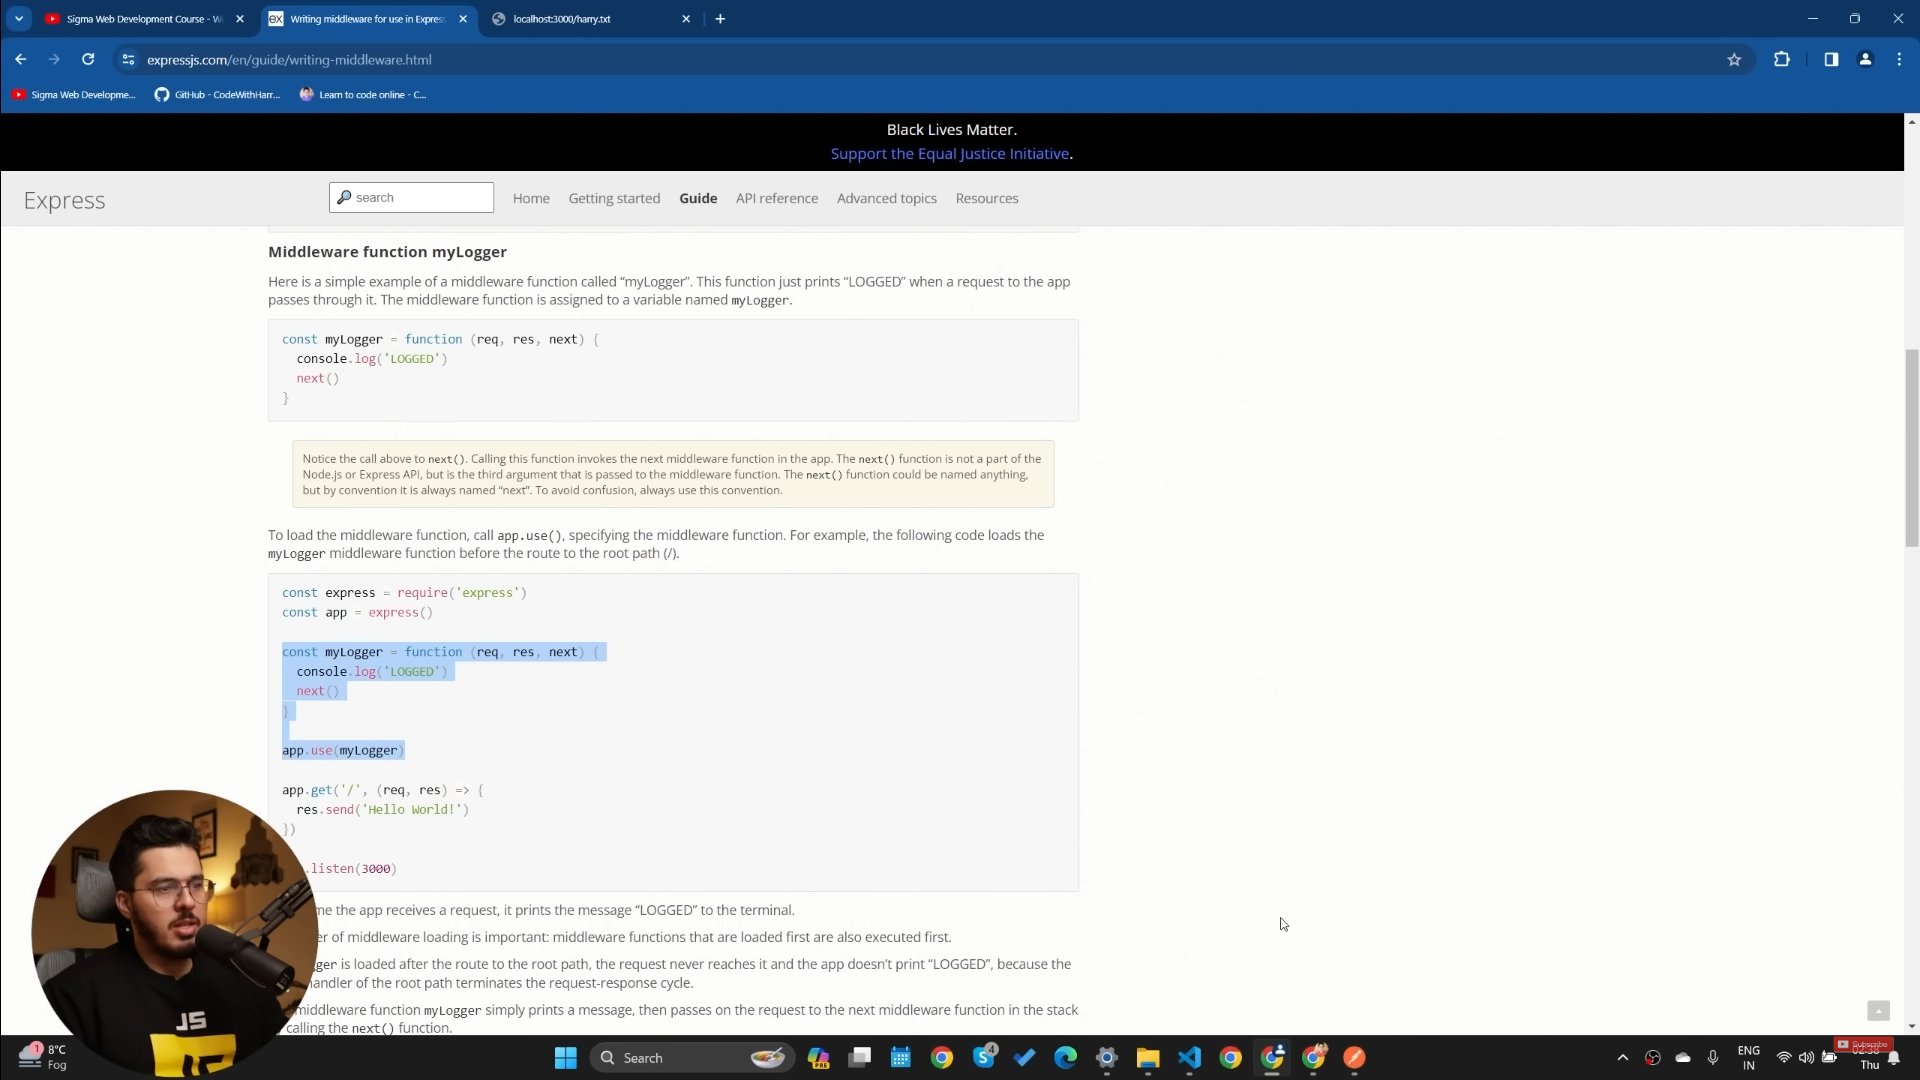 Sigma Web Development Course - W
Writing middleware for use in Express
localhost:3000/harry.txt
expressjs.com/en/guide/writing-middleware.html
Sigma Web Developme...
GitHub - CodeWithHarr...
Learn to code online - C...
Black Lives Matter.
Support the Equal Justice Initiative.
Express
search
Home
Getting started
Guide
API reference
Advanced topics
Resources
Middleware function myLogger
Here is a simple example of a middleware function called “myLogger”. This function just prints “LOGGED” when a request to the app
passes through it. The middleware function is assigned to a variable named myLogger.
const myLogger = function (req, res, next) {
console.log('LOGGED')
next()
}
Notice the call above to next(). Calling this function invokes the next middleware function in the app. The next() function is not a part of the
Node.js or Express API, but is the third argument that is passed to the middleware function. The next() function could be named anything,
but by convention it is always named “next”. To avoid confusion, always use this convention.
To load the middleware function, call app.use(), specifying the middleware function. For example, the following code loads the
myLogger middleware function before the route to the root path (/).
const express = require('express')
const app = express()
const myLogger = function (req, res, next) {
console.log('LOGGED')
next()
}
app.use(myLogger)
app.get('/', (req, res) => {
res.send('Hello World!')
})
.listen(3000)
me the app receives a request, it prints the message “LOGGED” to the terminal.
er of middleware loading is important: middleware functions that are loaded first are also executed first.
ger is loaded after the route to the root path, the request never reaches it and the app doesn’t print “LOGGED”, because the
handler of the root path terminates the request-response cycle.
middleware function myLogger simply prints a message, then passes on the request to the next middleware function in the stack
calling the next() function.
JS
1
8°C
Fog
Search
PRE
4
ENG
IN
Subscribe
Thu